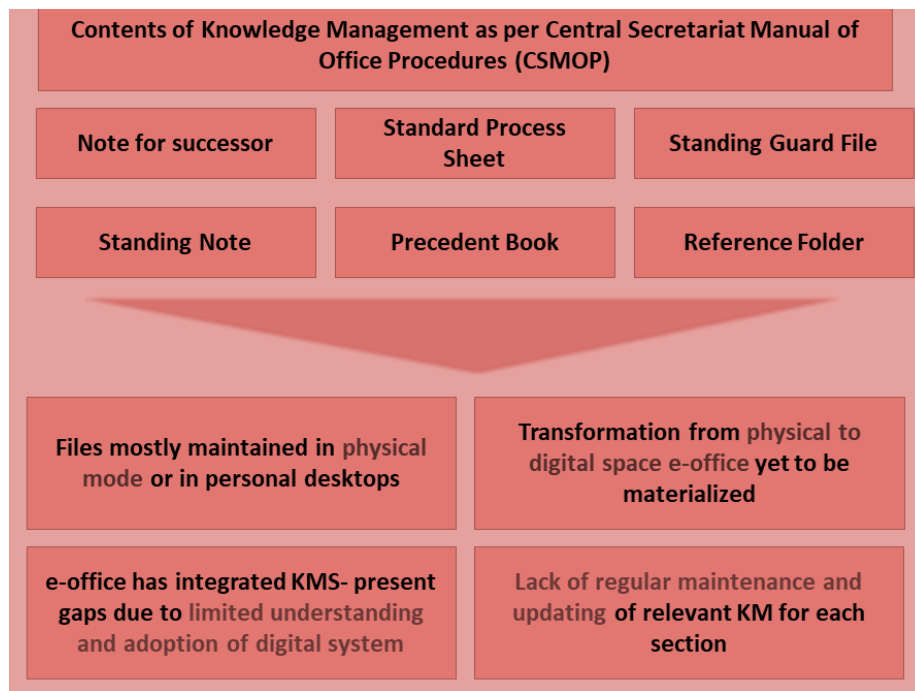 Contents of Knowledge Management as per Central Secretariat Manual of
Office Procedures (CSMOP)
Note for successor
Standard Process
Sheet
Standing Guard File
Standing Note
Precedent Book
Reference Folder
Files mostly maintained in physical
mode or in personal desktops
Transformation from physical to
digital space e-office yet to be
materialized
e-office has integrated KMS- present
gaps due to limited understanding
and adoption of digital system
Lack of regular maintenance and
updating of relevant KM for each
section